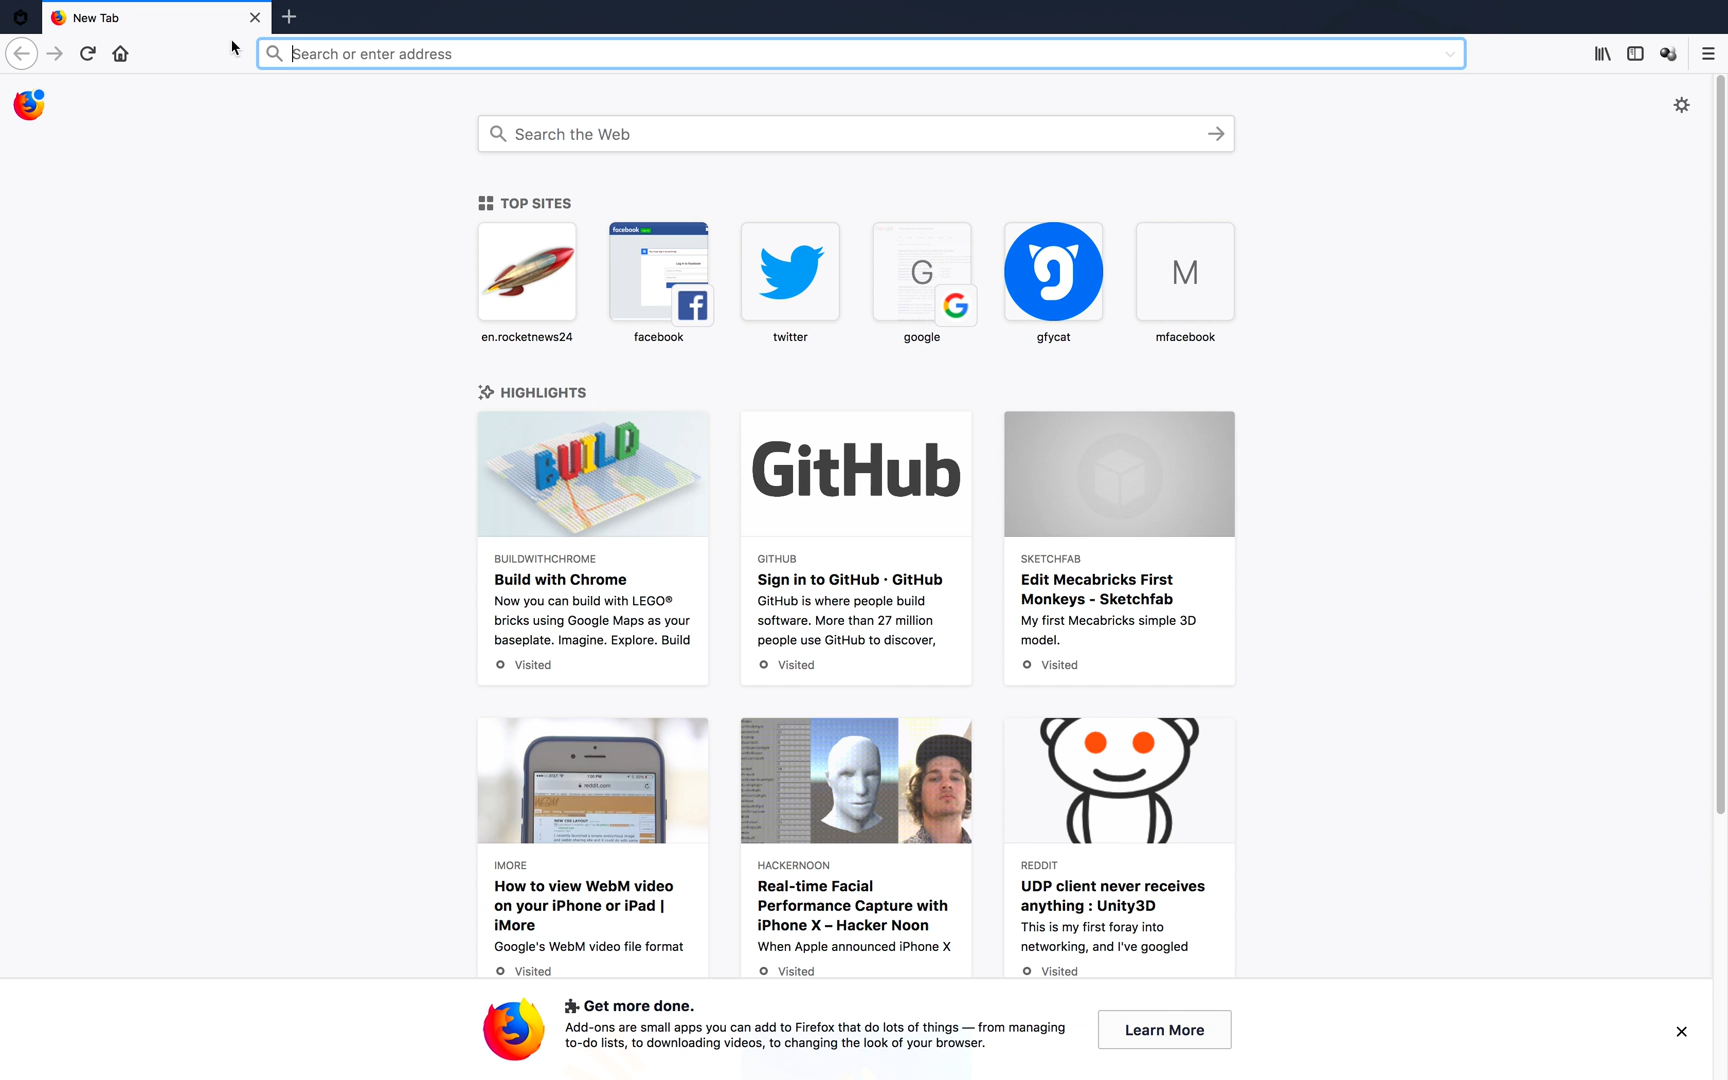 New Tab
Search or enter address
Search the Web
TOP SITES
facebook
G
M
en.rocketnews24
facebook
twitter
google
gfycat
mfacebook
HIGHLIGHTS
BUILD
GitHub
BUILDWITHCHROME
Build with Chrome
Now you can build with LEGO®
bricks using Google Maps as your
baseplate. Imagine. Explore. Build
Visited
GITHUB
Sign in to GitHub · GitHub
GitHub is where people build
software. More than 27 million
people use GitHub to discover,
Visited
SKETCHFAB
Edit Mecabricks First
Monkeys - Sketchfab
My first Mecabricks simple 3D
model.
Visited
reddit.com
IMORE
How to view WebM video
on your iPhone or iPad |
iMore
Google's WebM video file format
Visited
HACKERNOON
Real-time Facial
Performance Capture with
iPhone X – Hacker Noon
When Apple announced iPhone X
Visited
REDDIT
UDP client never receives
anything : Unity3D
This is my first foray into
networking, and I've googled
Visited
Get more done.
Add-ons are small apps you can add to Firefox that do lots of things — from managing
to-do lists, to downloading videos, to changing the look of your browser.
Learn More